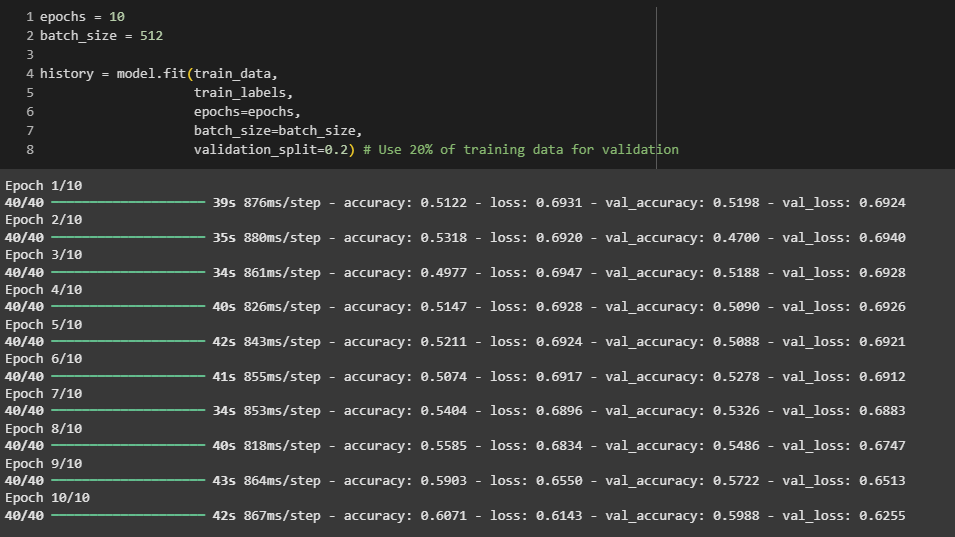 1 epochs = 10
2 batch_size = 512
3
4 history = model.fit(train_data,
5                     train_labels,
6                     epochs=epochs,
7                     batch_size=batch_size,
8                     validation_split=0.2) # Use 20% of training data for validation
Epoch 1/10
40/40 ━━━━━━━━━━━━━━━━━━━━ 39s 876ms/step - accuracy: 0.5122 - loss: 0.6931 - val_accuracy: 0.5198 - val_loss: 0.6924
Epoch 2/10
40/40 ━━━━━━━━━━━━━━━━━━━━ 35s 880ms/step - accuracy: 0.5318 - loss: 0.6920 - val_accuracy: 0.4700 - val_loss: 0.6940
Epoch 3/10
40/40 ━━━━━━━━━━━━━━━━━━━━ 34s 861ms/step - accuracy: 0.4977 - loss: 0.6947 - val_accuracy: 0.5188 - val_loss: 0.6928
Epoch 4/10
40/40 ━━━━━━━━━━━━━━━━━━━━ 40s 826ms/step - accuracy: 0.5147 - loss: 0.6928 - val_accuracy: 0.5090 - val_loss: 0.6926
Epoch 5/10
40/40 ━━━━━━━━━━━━━━━━━━━━ 42s 843ms/step - accuracy: 0.5211 - loss: 0.6924 - val_accuracy: 0.5088 - val_loss: 0.6921
Epoch 6/10
40/40 ━━━━━━━━━━━━━━━━━━━━ 41s 855ms/step - accuracy: 0.5074 - loss: 0.6917 - val_accuracy: 0.5278 - val_loss: 0.6912
Epoch 7/10
40/40 ━━━━━━━━━━━━━━━━━━━━ 34s 853ms/step - accuracy: 0.5404 - loss: 0.6896 - val_accuracy: 0.5326 - val_loss: 0.6883
Epoch 8/10
40/40 ━━━━━━━━━━━━━━━━━━━━ 40s 818ms/step - accuracy: 0.5585 - loss: 0.6834 - val_accuracy: 0.5486 - val_loss: 0.6747
Epoch 9/10
40/40 ━━━━━━━━━━━━━━━━━━━━ 43s 864ms/step - accuracy: 0.5903 - loss: 0.6550 - val_accuracy: 0.5722 - val_loss: 0.6513
Epoch 10/10
40/40 ━━━━━━━━━━━━━━━━━━━━ 42s 867ms/step - accuracy: 0.6071 - loss: 0.6143 - val_accuracy: 0.5988 - val_loss: 0.6255